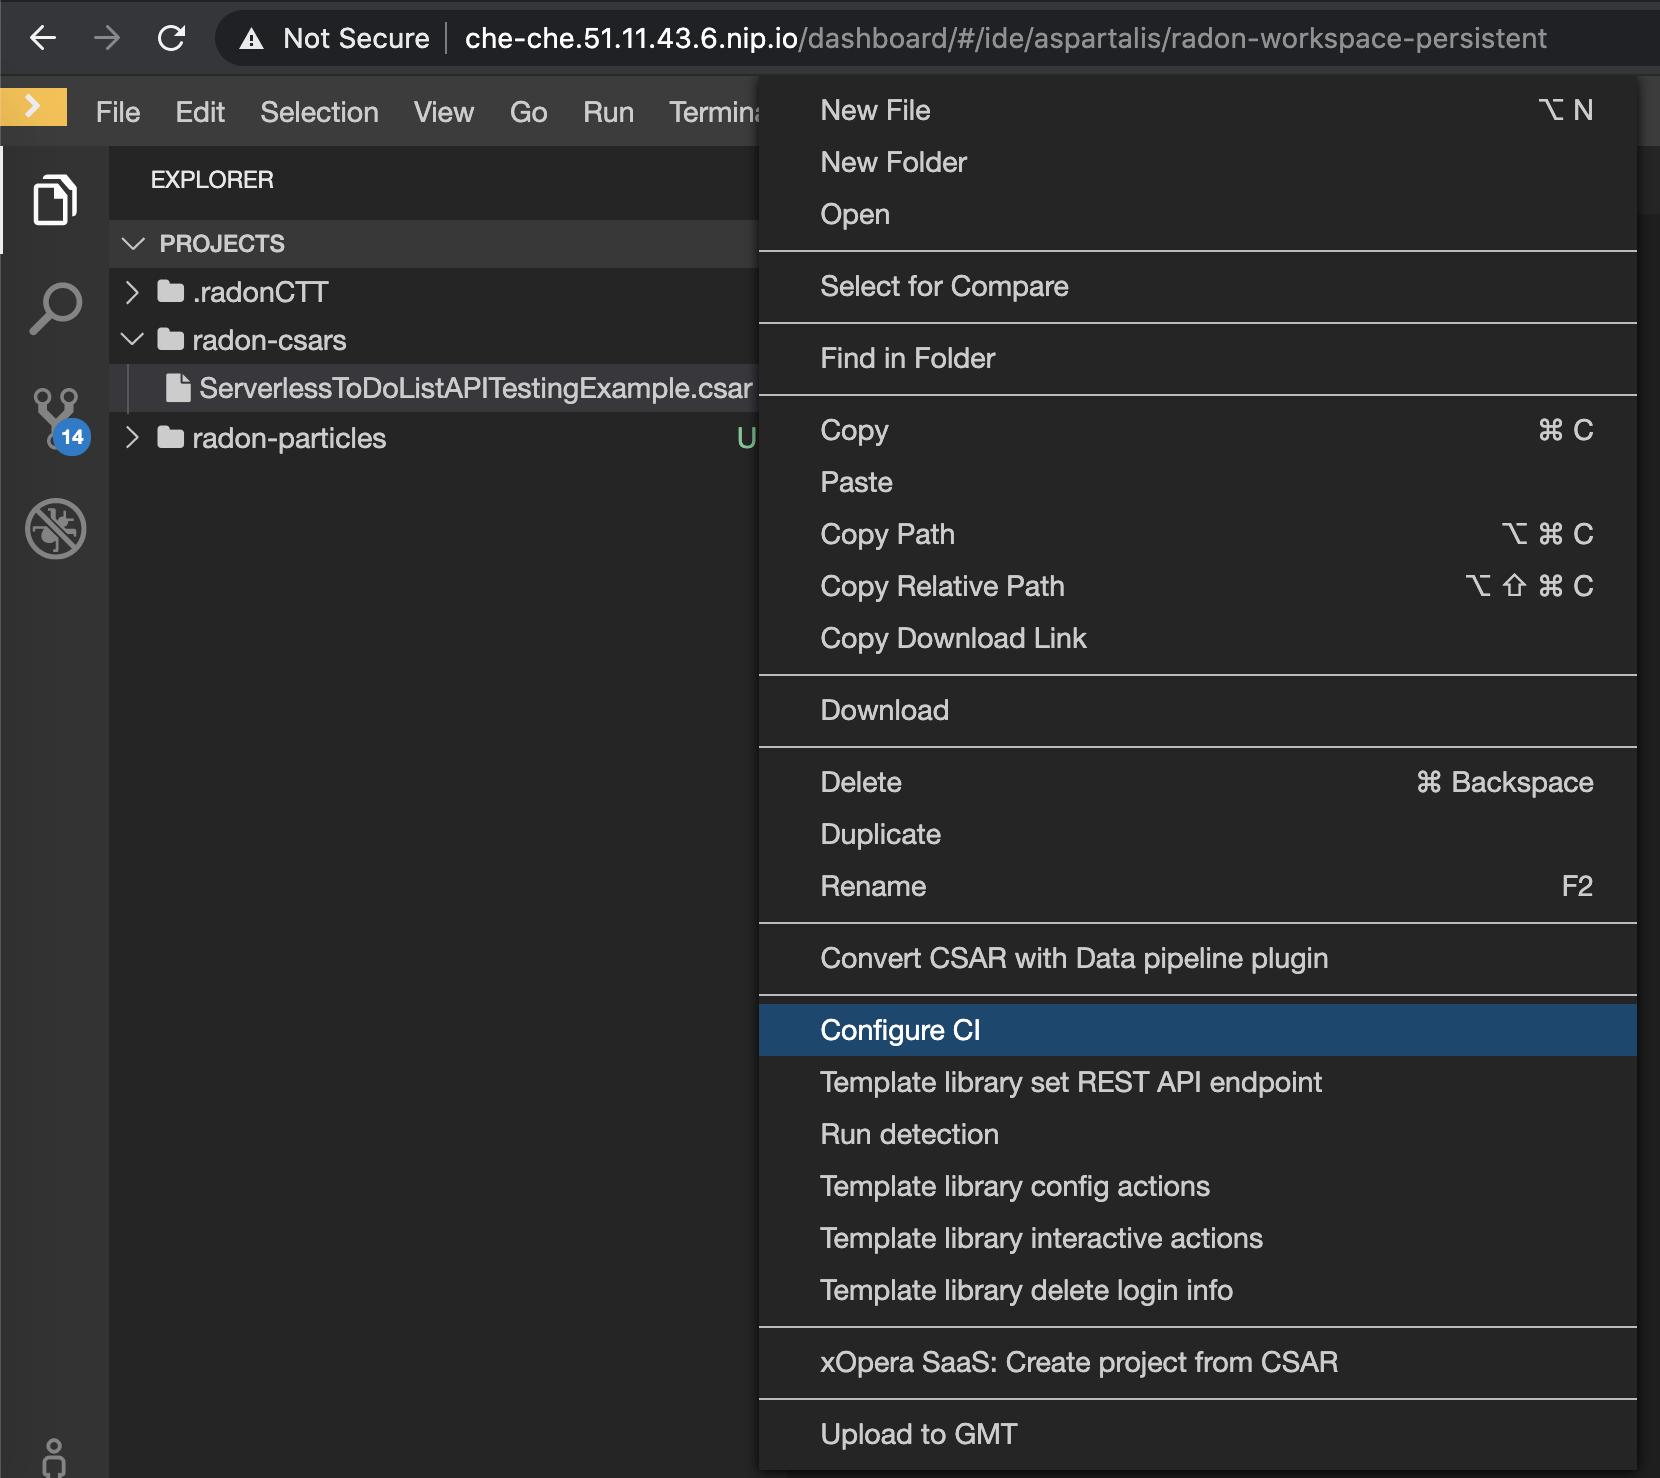 Not Secure che-che.51.11.43.6.nip.io/dashboard/#/ide/aspartalis/radon-workspace-persistent
File Edit Selection View Go Run
EXPLORER
PROJECTS
.radonCTT
radon-csars
ServerlessToDoListAPITestingExample.csar
radon-particles U
14
New File ⌥ N
New Folder
Open
Select for Compare
Find in Folder
Copy ⌘ C
Paste
Copy Path ⌥ ⌘ C
Copy Relative Path ⌥ ⇧ ⌘ C
Copy Download Link
Download
Delete ⌘ Backspace
Duplicate
Rename F2
Convert CSAR with Data pipeline plugin
Configure CI
Template library set REST API endpoint
Run detection
Template library config actions
Template library interactive actions
Template library delete login info
xOpera SaaS: Create project from CSAR
Upload to GMT